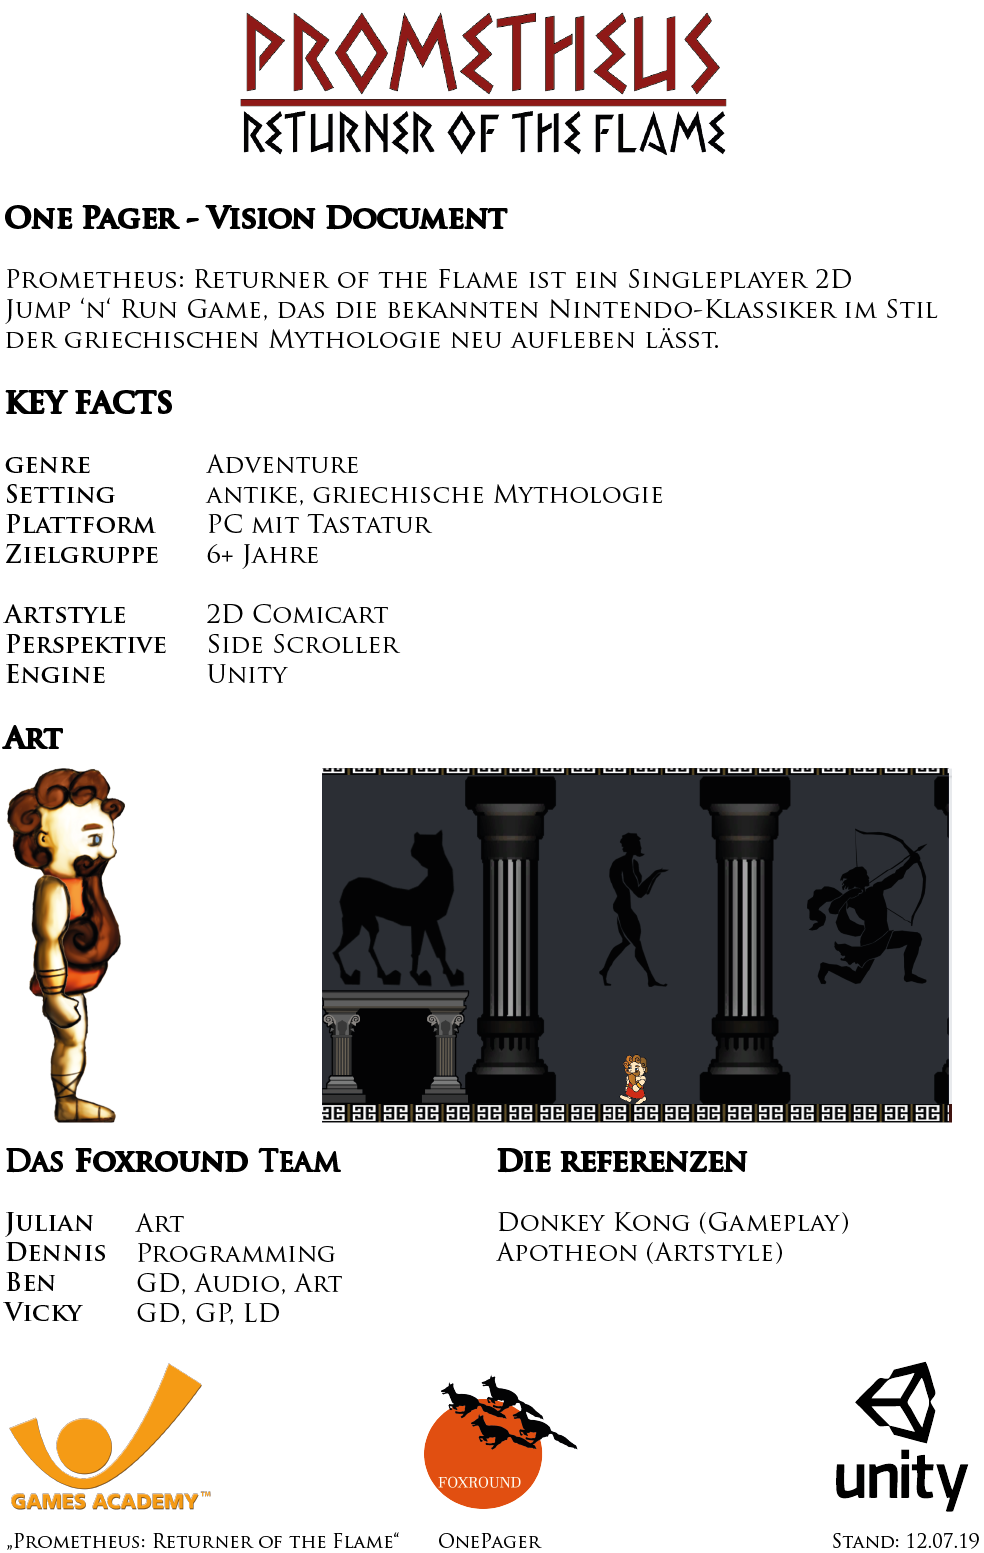 PROMETHEUS
RETURNER OF THE FLAME
One Pager - Vision Document
Prometheus: Returner of the Flame ist ein Singleplayer 2D
Jump ‘n‘ Run Game, das die bekannten Nintendo-Klassiker im Stil
der griechischen Mythologie neu aufleben lässt.
KEY FACTS
genre Adventure
Setting antike, griechische Mythologie
Plattform PC mit Tastatur
Zielgruppe 6+ Jahre
Artstyle 2D Comicart
Perspektive Side Scroller
Engine Unity
Art
Das Foxround Team
Julian Art
Dennis Programming
Ben GD, Audio, Art
Vicky GD, GP, LD
Die referenzen
Donkey Kong (Gameplay)
Apotheon (Artstyle)
GAMES ACADEMY™
FOXROUND
unity
„Prometheus: Returner of the Flame“ OnePager Stand: 12.07.19